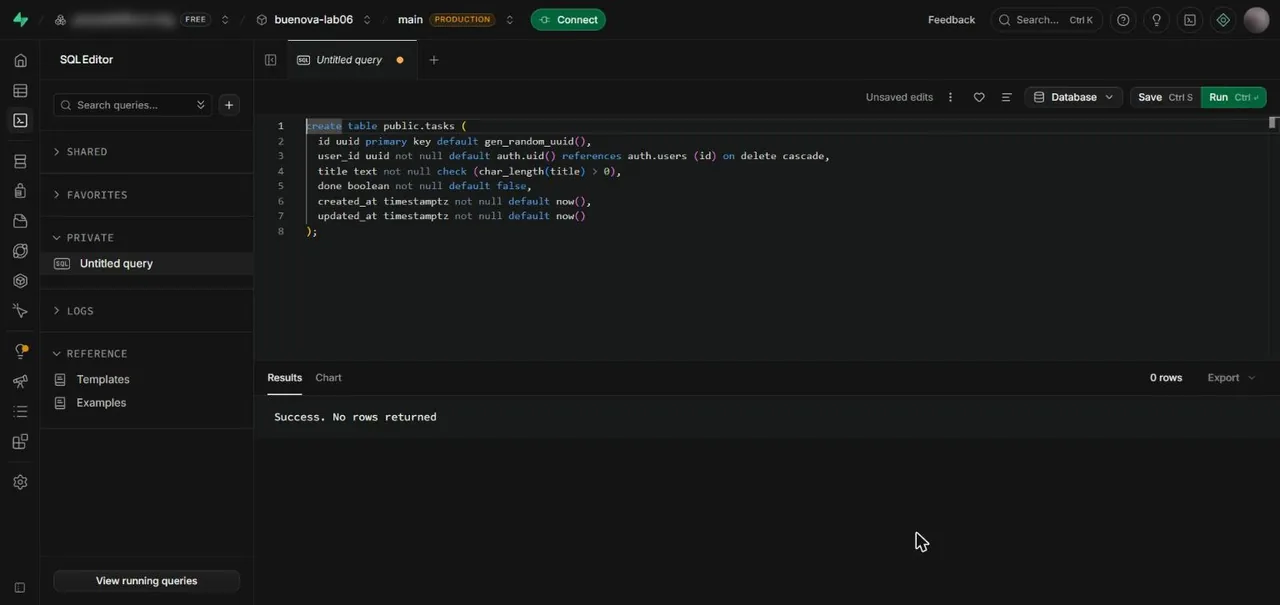 FREE
buenova-lab06
main PRODUCTION
Connect
Feedback
Search... Ctrl K
SQL Editor
SQL Untitled query
Search queries...
Unsaved edits
Database
Save Ctrl S
Run Ctrl ↵
SHARED
FAVORITES
PRIVATE
SQL Untitled query
LOGS
REFERENCE
Templates
Examples
View running queries
1 create table public.tasks (
2 id uuid primary key default gen_random_uuid(),
3 user_id uuid not null default auth.uid() references auth.users (id) on delete cascade,
4 title text not null check (char_length(title) > 0),
5 done boolean not null default false,
6 created_at timestamptz not null default now(),
7 updated_at timestamptz not null default now()
8 );
Results Chart
0 rows Export
Success. No rows returned